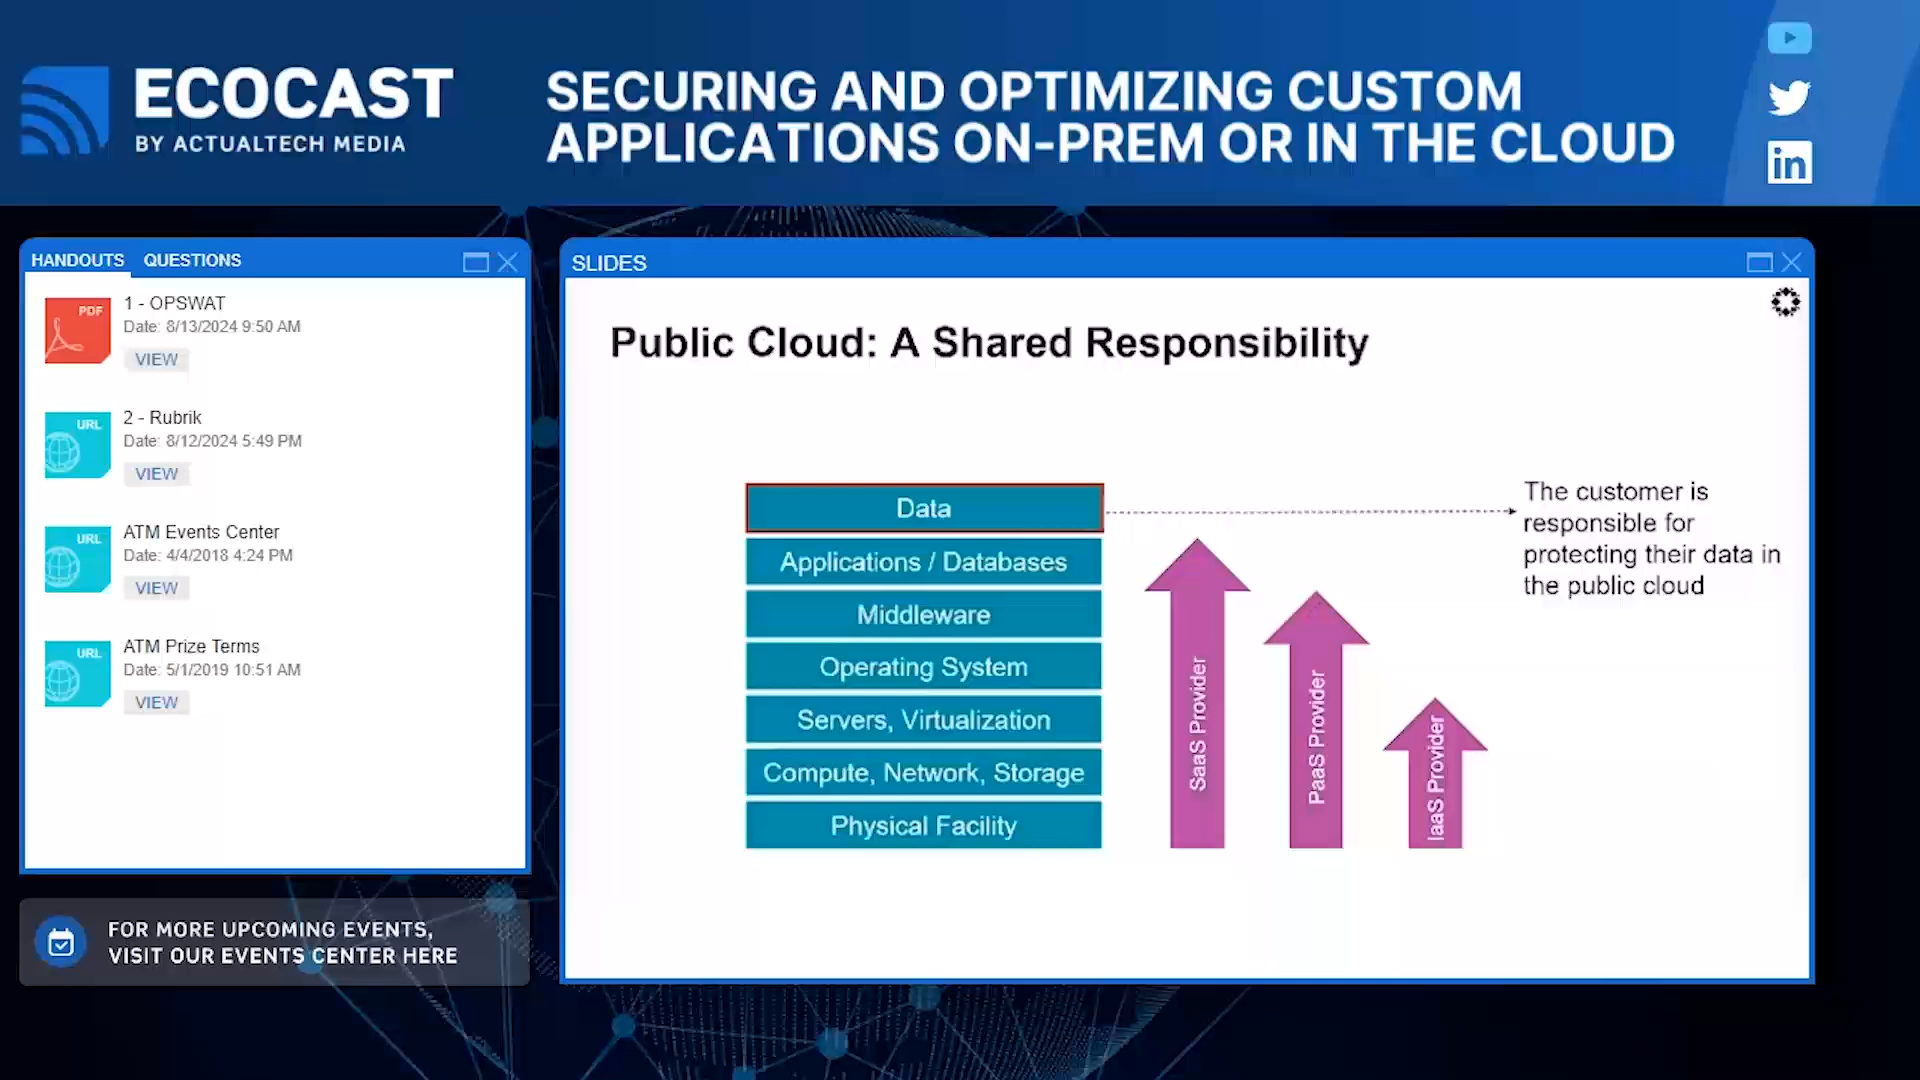 ECOCAST
BY ACTUALTECH MEDIA
SECURING AND OPTIMIZING CUSTOM
APPLICATIONS ON-PREM OR IN THE CLOUD
in
HANDOUTS QUESTIONS
PDF
1 - OPSWAT
Date: 8/13/2024 9:50 AM
VIEW
URL
2 - Rubrik
Date: 8/12/2024 5:49 PM
VIEW
URL
ATM Events Center
Date: 4/4/2018 4:24 PM
VIEW
URL
ATM Prize Terms
Date: 5/1/2019 10:51 AM
VIEW
FOR MORE UPCOMING EVENTS,
VISIT OUR EVENTS CENTER HERE
SLIDES
Public Cloud: A Shared Responsibility
Data
Applications / Databases
Middleware
Operating System
Servers, Virtualization
Compute, Network, Storage
Physical Facility
SaaS Provider
PaaS Provider
IaaS Provider
The customer is
responsible for
protecting their data in
the public cloud